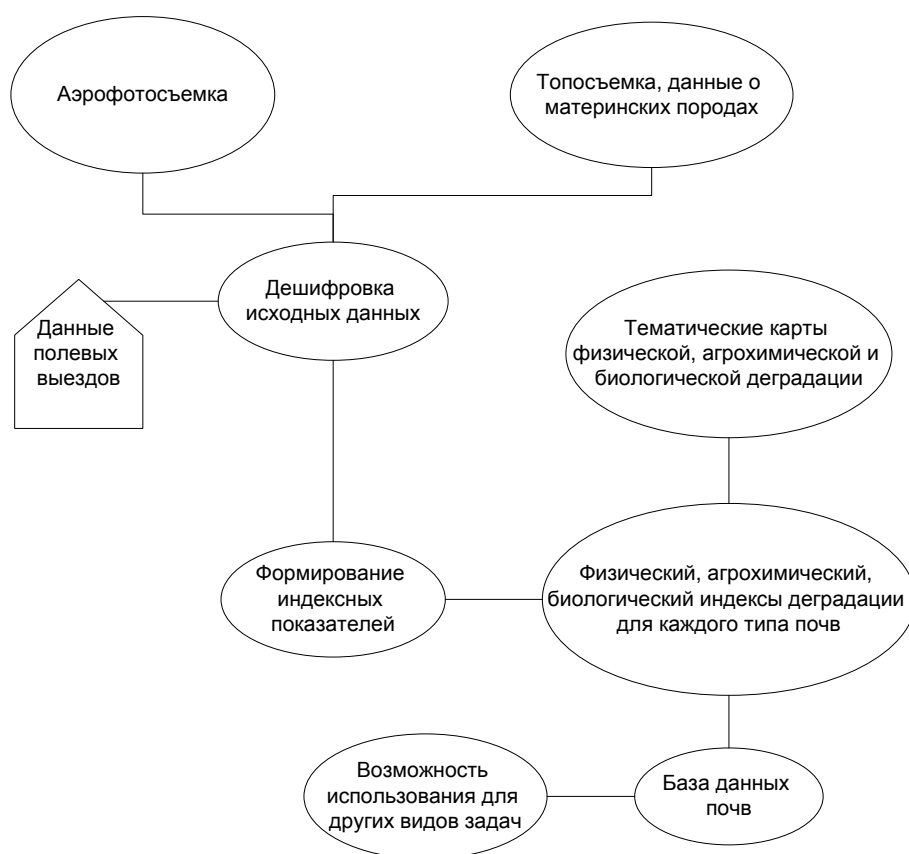 Аэрофотосъемка
Топосъемка, данные о
материнских породах
Дешифровка
исходных данных
Данные
полевых
выездов
Тематические карты
физической, агрохимической и
биологической деградации
Формирование
индексных
показателей
Физический, агрохимический,
биологический индексы деградации
для каждого типа почв
Возможность
использования для
других видов задач
База данных
почв